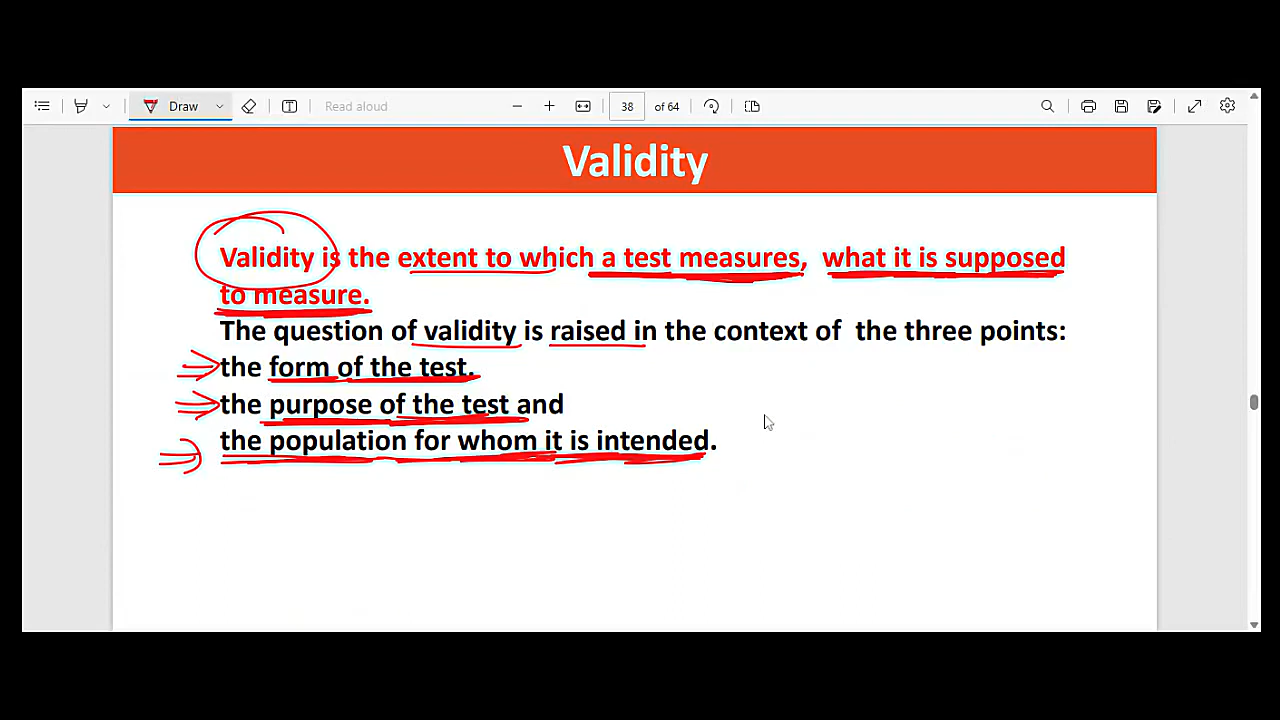 Draw
Read aloud
38 of 64
Validity
Validity is the extent to which a test measures, what it is supposed
to measure.
The question of validity is raised in the context of the three points:
the form of the test.
the purpose of the test and
the population for whom it is intended.